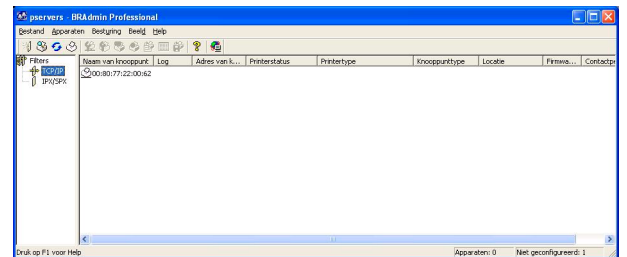 pservers - BRAdmin Professional
Bestand Apparaten Besturing Beeld Help
Filters
TCP/IP
IPX/SPX
Naam van knooppunt Log Adres van k... Printerstatus Printertype Knooppunttype Locatie Firmwa... Contactp
00:80:77:22:00:62
Druk op F1 voor Help Apparaten: 0 Niet geconfigureerd: 1